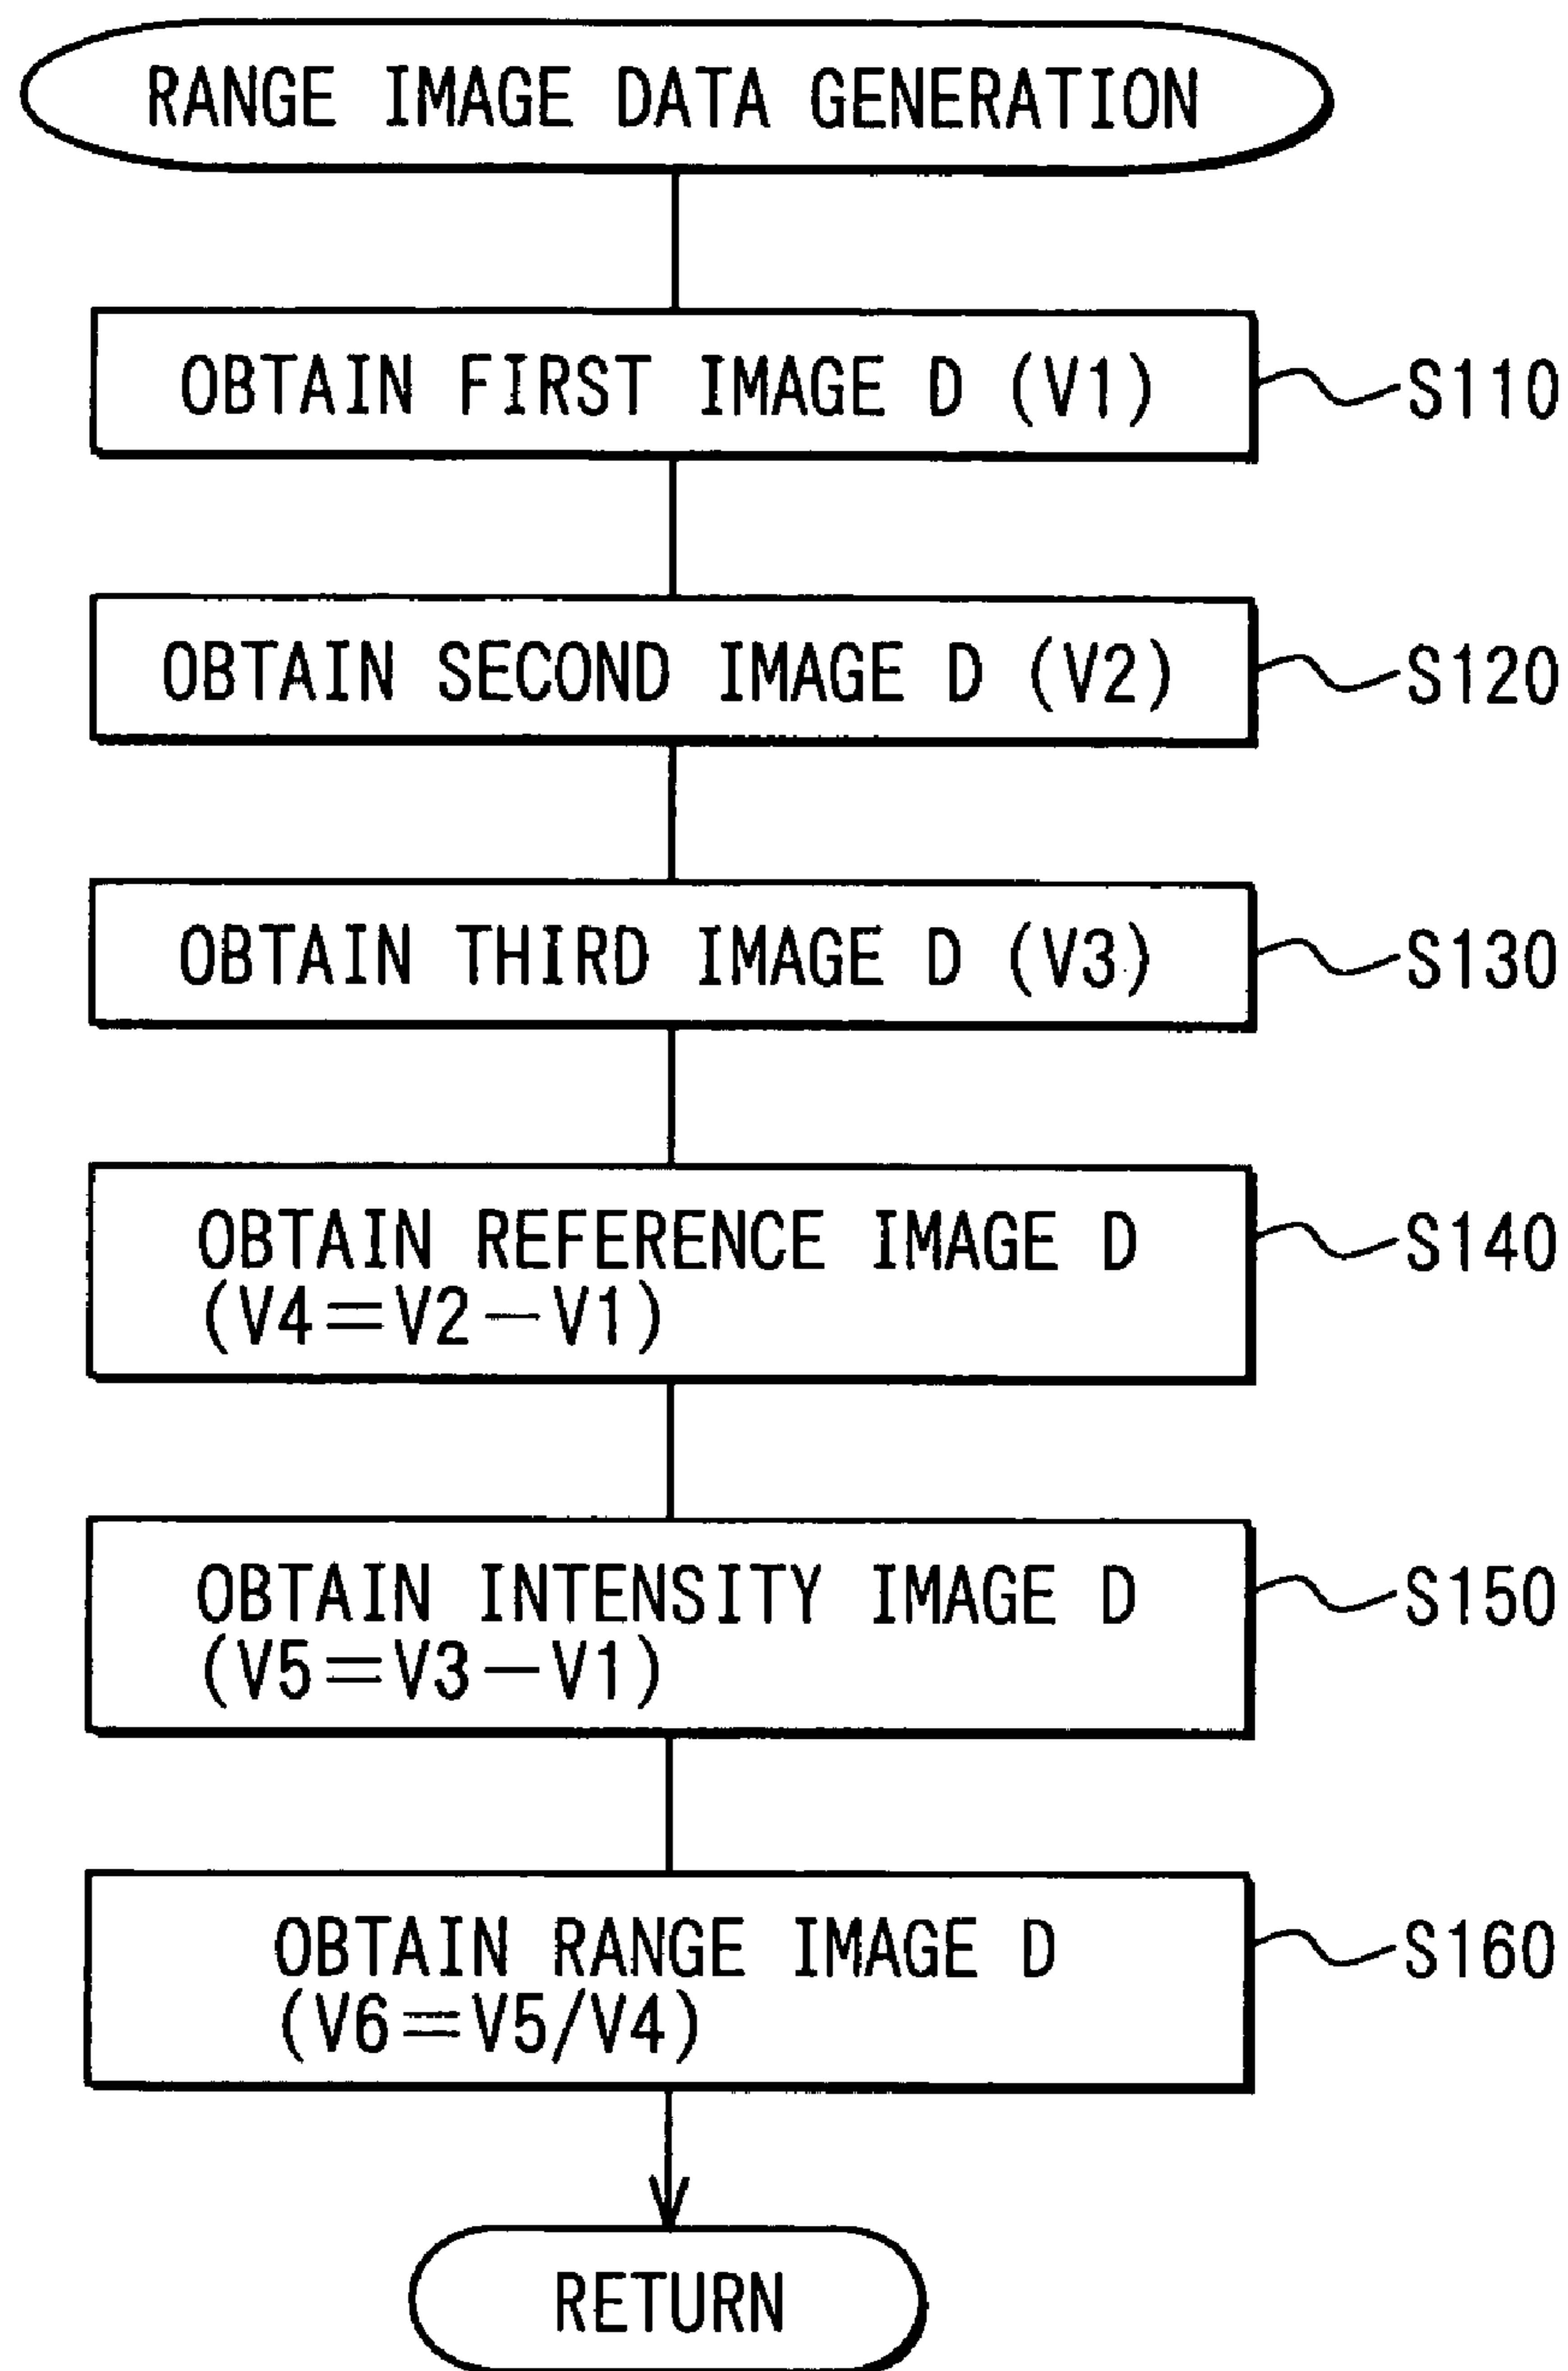 RANGE IMAGE DATA GENERATION
OBTAIN FIRST IMAGE D (V1)
S110
OBTAIN SECOND IMAGE D (V2)
S120
OBTAIN THIRD IMAGE D (V3)
S130
OBTAIN REFERENCE IMAGE D
(V4=V2-V1)
S140
OBTAIN INTENSITY IMAGE D
(V5=V3-V1)
S150
OBTAIN RANGE IMAGE D
(V6=V5/V4)
S160
RETURN